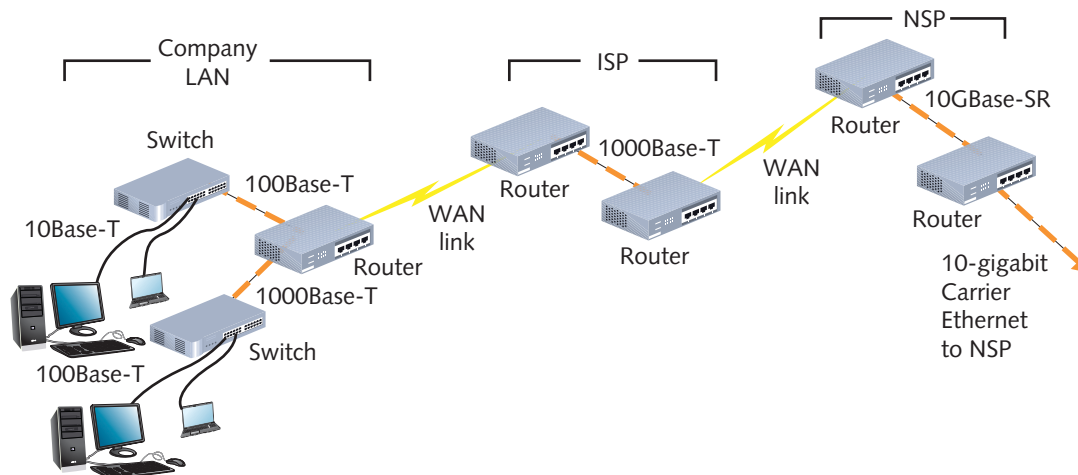 Company
LAN
ISP
NSP
Switch
100Base-T
10Base-T
Router
1000Base-T
Switch
100Base-T
WAN
link
Router
1000Base-T
Router
WAN
link
Router
10GBase-SR
Router
10-gigabit
Carrier
Ethernet
to NSP